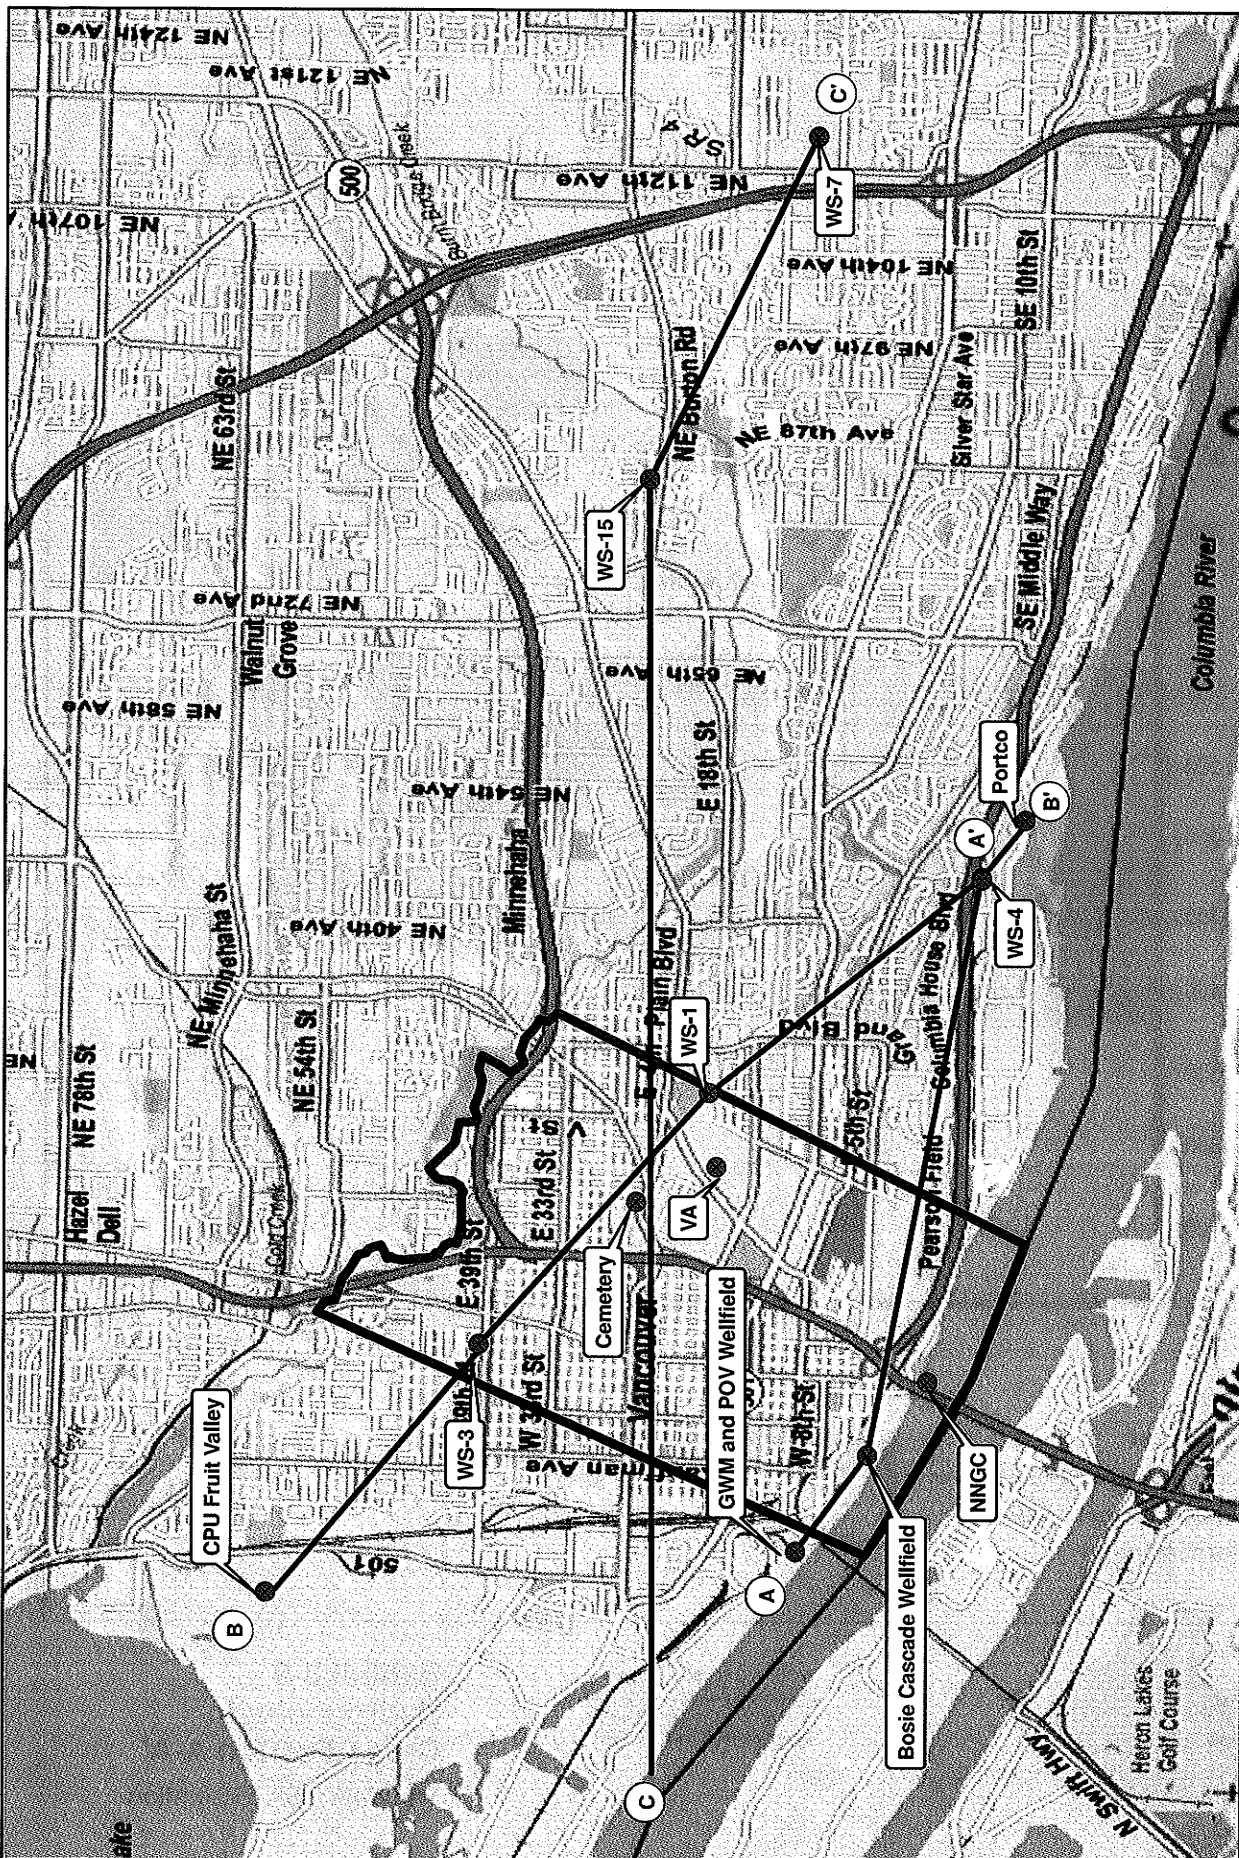 NE 124th Ave
NE 121st Ave
NE 107th A
500
NE 112th Ave
NE 63rd St
NE 104th Ave
SE 10th St
WS-7
C'
NE 97th Ave
NE Burton Rd
NE 87th Ave
Silver Star Ave
SE Middle Way
WS-15
NE 72nd Ave
Walnut
Grove
NE 65th Ave
NE 58th Ave
E 18th St
NE 54th Ave
Minnehaha
Columbia River
Portco
B'
A'
WS-4
NE 40th Ave
NE Minnehaha St
NE 54th St
NE
NE 78th St
Plain Blvd
WS-1
Columbia House Blvd
5th St
V St
E 33rd St
E 39th St
Hazel
Dell
VA
Cemetery
Pearson Field
Vancouver
GWM and POV Wellfield
W 8th St
W 33rd St
WS-3
CPU Fruit Valley
B
501
A
NNGC
Bosie Cascade Wellfield
C
Creek
N Swift Hwy
Heron Lakes
Golf Course
ake